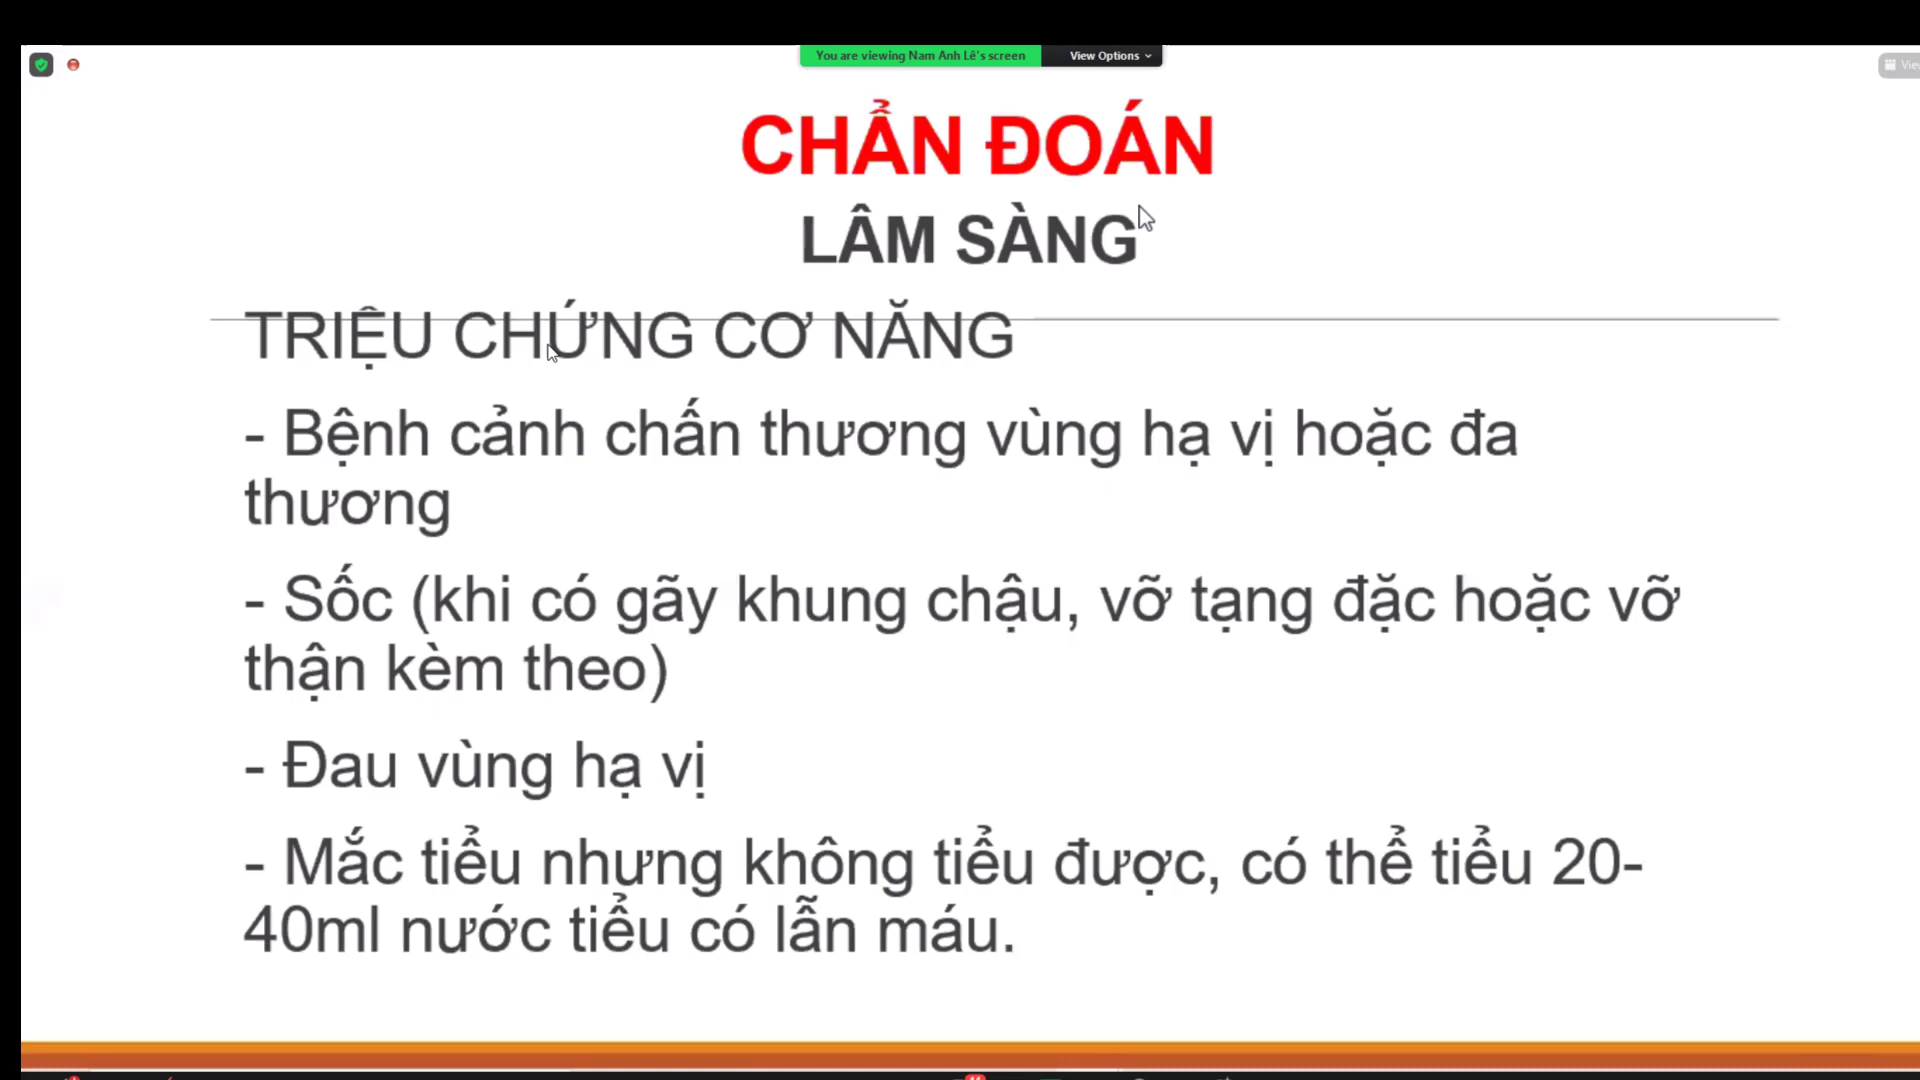 You are viewing Nam Anh Lê's screen
View Options
CHẨN ĐOÁN
LÂM SÀNG
TRIỆU CHỨNG CƠ NĂNG
- Bệnh cảnh chấn thương vùng hạ vị hoặc đa
thương
- Sốc (khi có gãy khung chậu, vỡ tạng đặc hoặc vỡ
thận kèm theo)
- Đau vùng hạ vị
- Mắc tiểu nhưng không tiểu được, có thể tiểu 20-
40ml nước tiểu có lẫn máu.